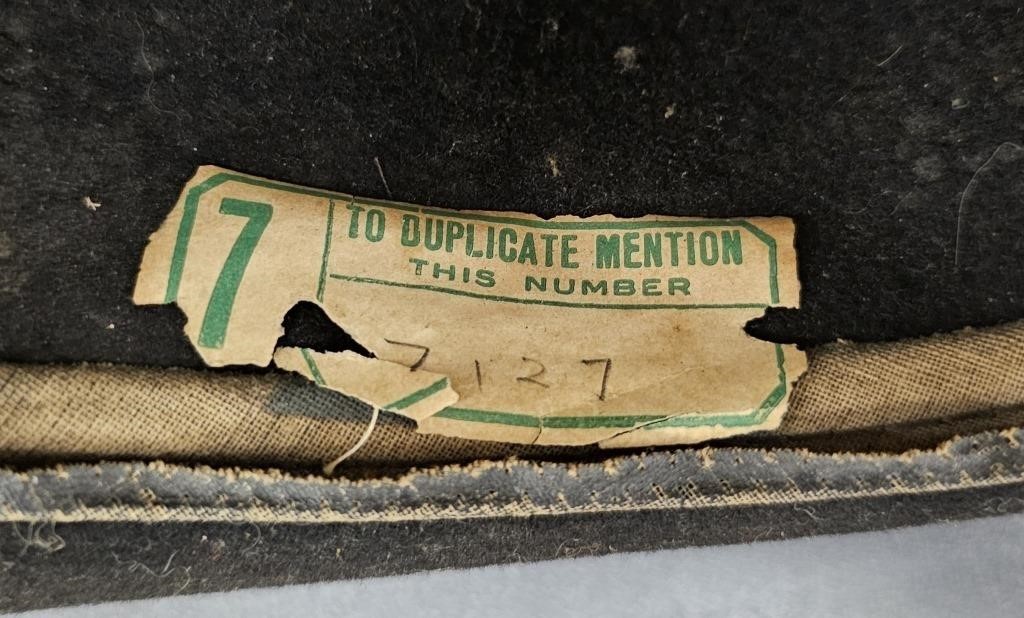 7
TO DUPLICATE MENTION
THIS NUMBER
7127